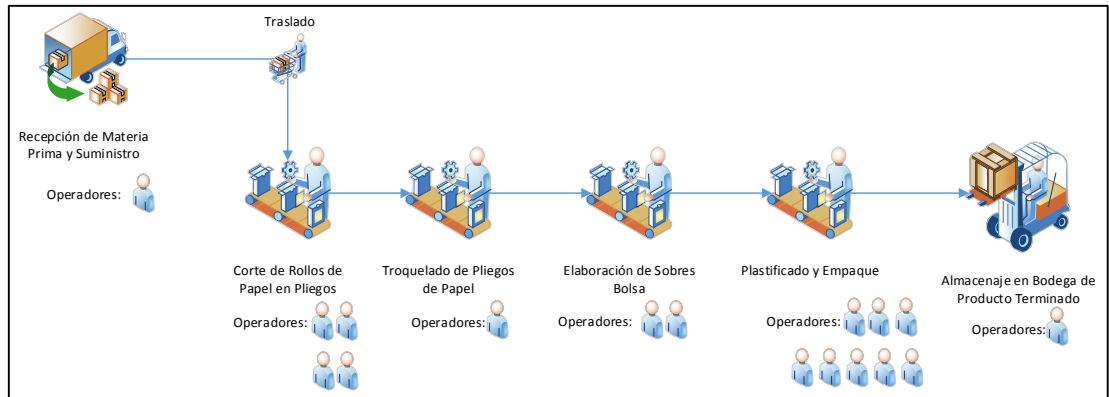 Traslado
Recepción de Materia
Prima y Suministro
Operadores:
Corte de Rollos de
Papel en Pliegos
Operadores:
Troquelado de Pliegos
de Papel
Operadores:
Elaboración de Sobres
Bolsa
Operadores:
Plastificado y Empaque
Operadores:
Almacenaje en Bodega de
Producto Terminado
Operadores: